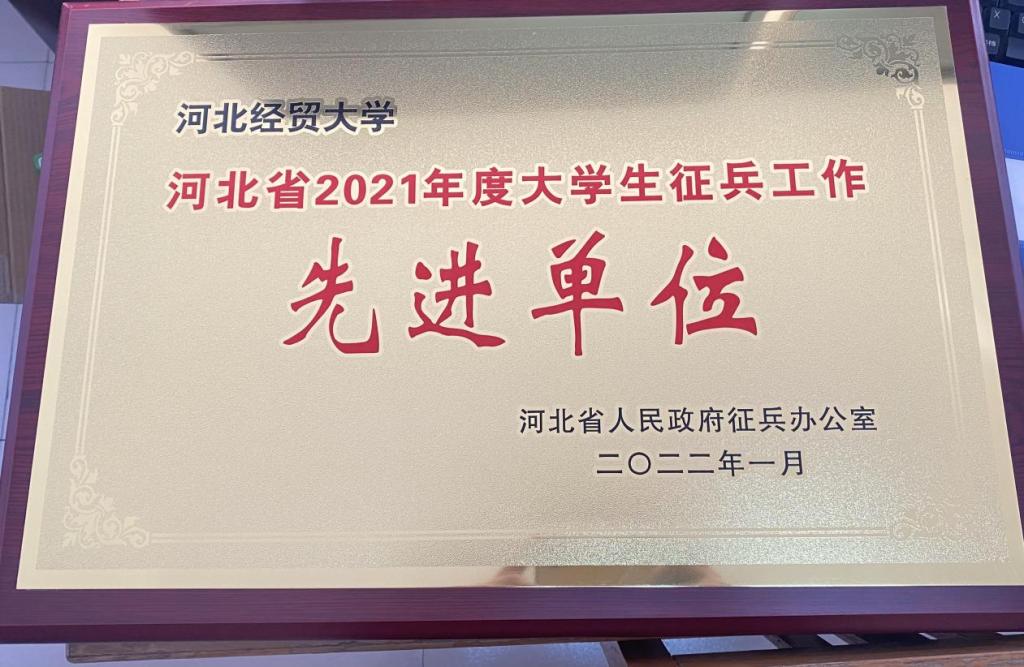 河北经贸大学
河北省2021年度大学生征兵工作
先进单位
河北省人民政府征兵办公室
二〇二二年一月